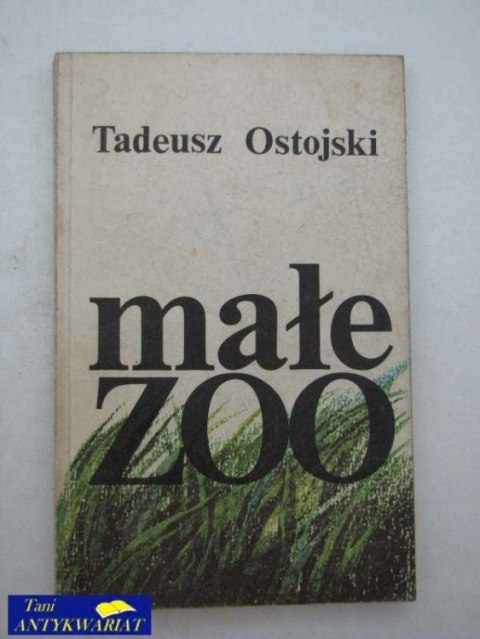 Tadeusz Ostojski
małe
ZOO
Tani
ANTYKWARIAT